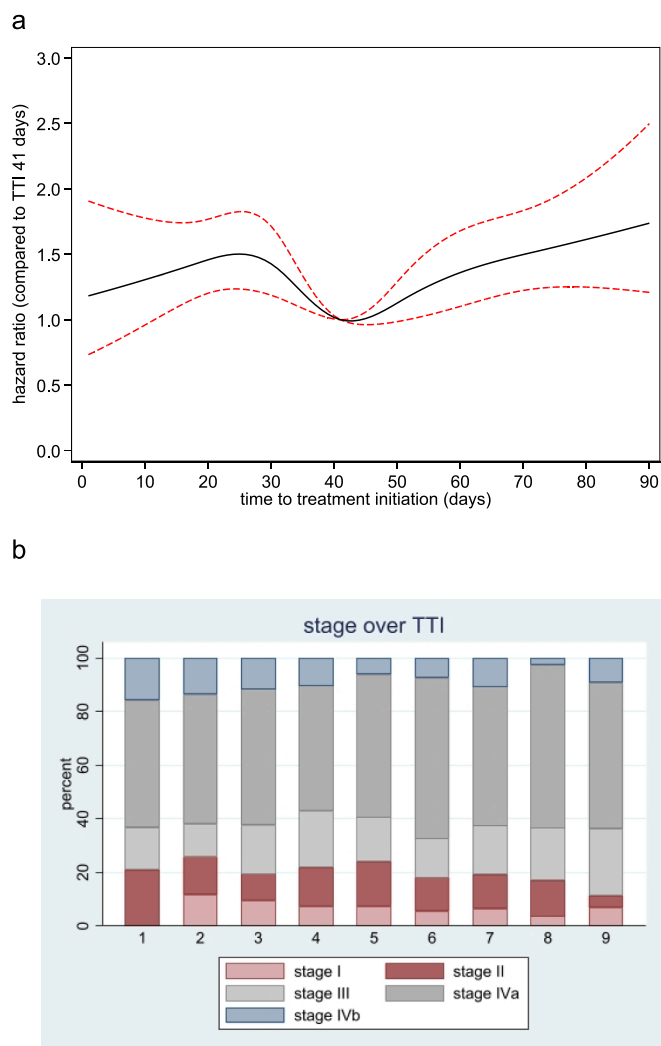 a
3.0
2.5
2.0
1.5
1.0
0.5
0.0
hazard ratio (compared to TTI 41 days)
0 10 20 30 40 50 60 70 80 90
time to treatment initiation (days)
b
stage over TTI
100
80
60
40
20
0
percent
1 2 3 4 5 6 7 8 9
stage I stage II
stage III stage IVa
stage IVb